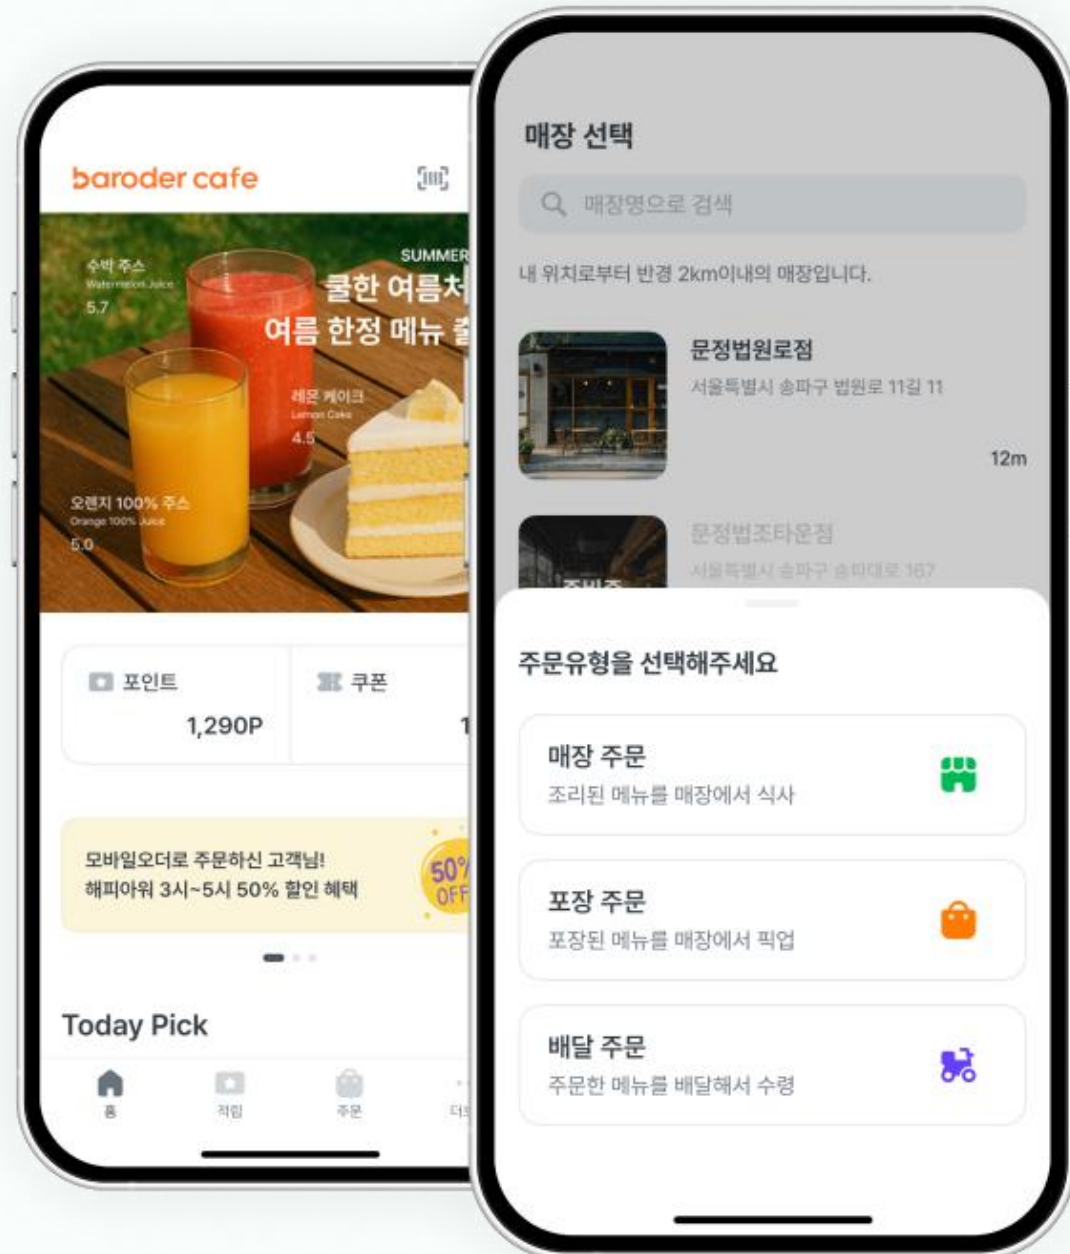 baroder cafe
수박 주스
Watermelon Juice
5.7
SUMMER
쿨한 여름처
여름 한정 메뉴 출
레몬 케이크
Lemon Cake
4.5
오렌지 100% 주스
Orange 100% Juice
5.0
포인트
1,290P
쿠폰
1
모바일오더로 주문하신 고객님!
해피아워 3시~5시 50% 할인 혜택
50%
OFF
Today Pick
홈
적립
주문
매장 선택
매장명으로 검색
내 위치로부터 반경 2km이내의 매장입니다.
문정법원로점
서울특별시 송파구 법원로 11길 11
12m
문정법조타운점
서울특별시 송파구 송파대로 167
준비중
주문유형을 선택해주세요
매장 주문
조리된 메뉴를 매장에서 식사
포장 주문
포장된 메뉴를 매장에서 픽업
배달 주문
주문한 메뉴를 배달해서 수령